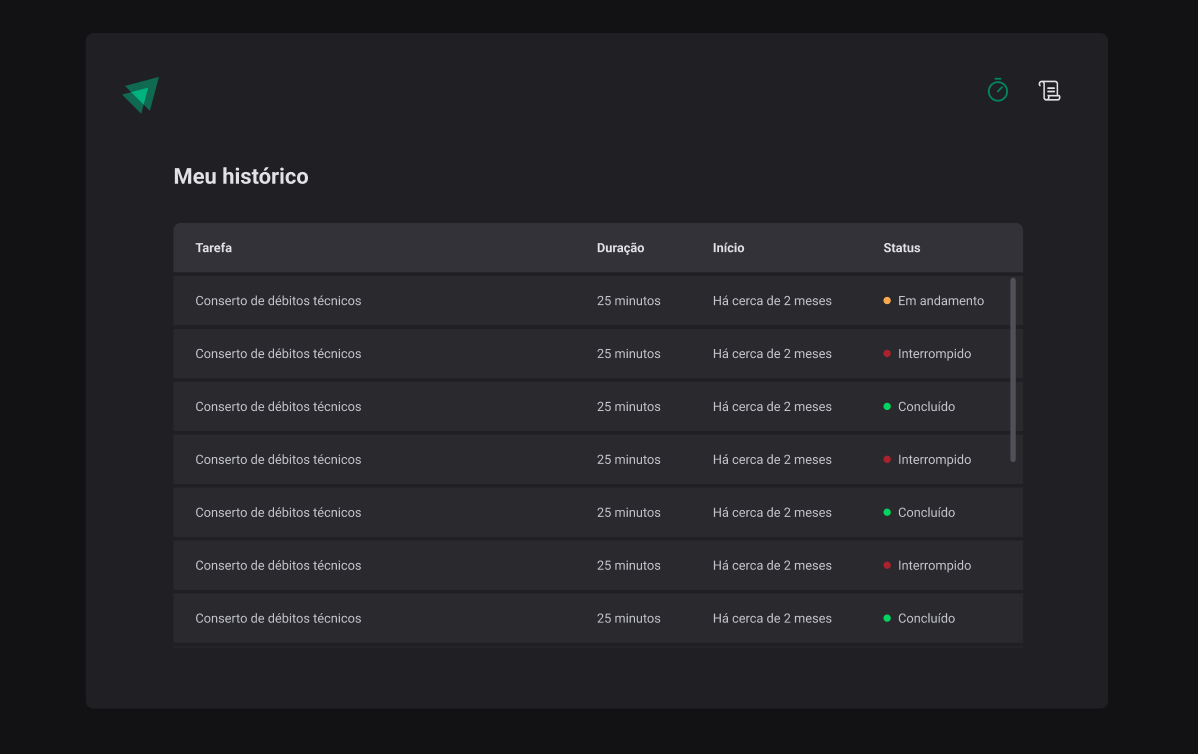 Meu histórico
Tarefa Duração Início Status
Conserto de débitos técnicos 25 minutos Há cerca de 2 meses Em andamento
Conserto de débitos técnicos 25 minutos Há cerca de 2 meses Interrompido
Conserto de débitos técnicos 25 minutos Há cerca de 2 meses Concluído
Conserto de débitos técnicos 25 minutos Há cerca de 2 meses Interrompido
Conserto de débitos técnicos 25 minutos Há cerca de 2 meses Concluído
Conserto de débitos técnicos 25 minutos Há cerca de 2 meses Interrompido
Conserto de débitos técnicos 25 minutos Há cerca de 2 meses Concluído